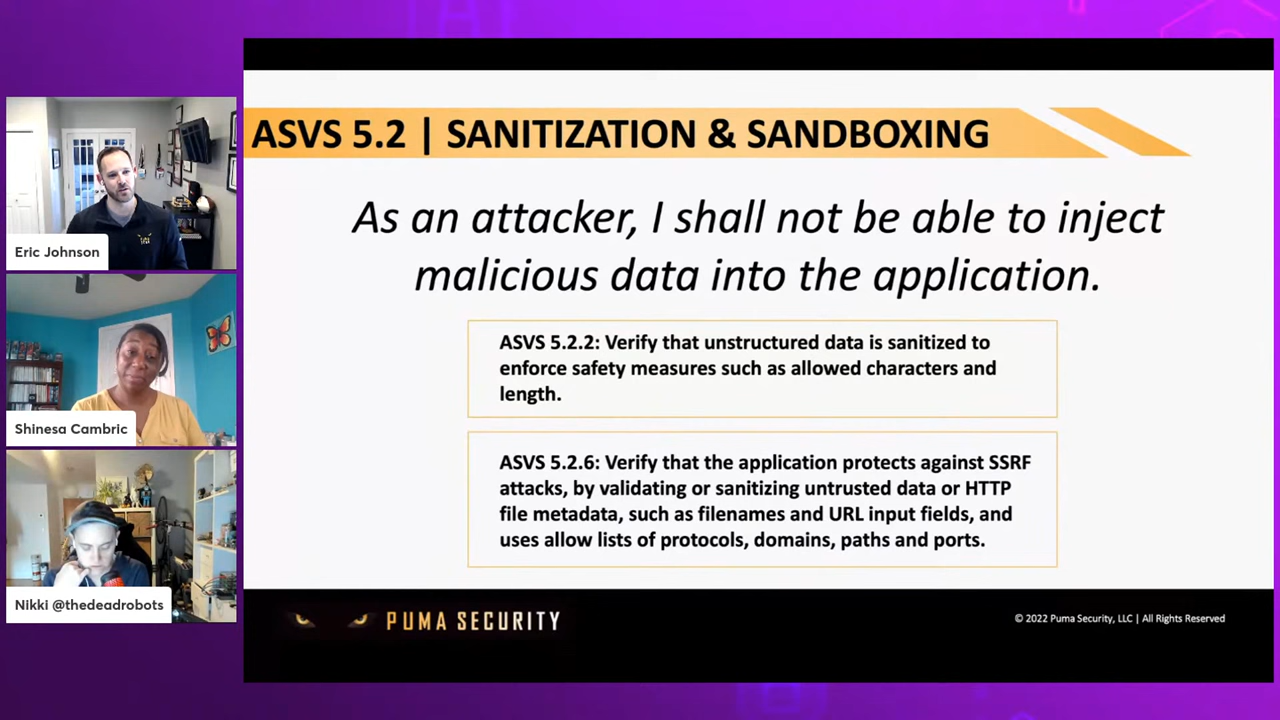 Eric Johnson
Shinesa Cambric
Nikki @thedeadrobots
ASVS 5.2 | SANITIZATION & SANDBOXING
As an attacker, I shall not be able to inject
malicious data into the application.
ASVS 5.2.2: Verify that unstructured data is sanitized to
enforce safety measures such as allowed characters and
length.
ASVS 5.2.6: Verify that the application protects against SSRF
attacks, by validating or sanitizing untrusted data or HTTP
file metadata, such as filenames and URL input fields, and
uses allow lists of protocols, domains, paths and ports.
PUMA SECURITY
© 2022 Puma Security, LLC | All Rights Reserved